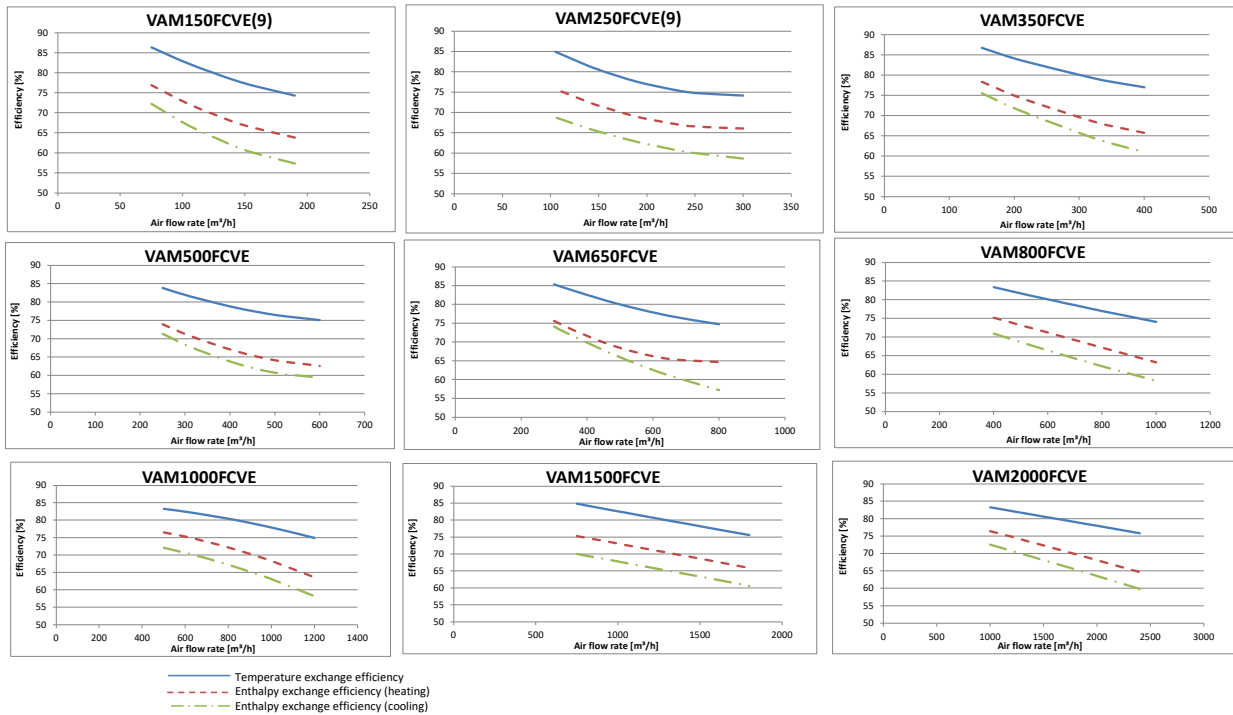 VAM150FCVE(9)
Efficiency [%]
90
85
80
75
70
65
60
55
50
0 50 100 150 200 250
Air flow rate [m³/h]
VAM250FCVE(9)
Efficiency [%]
90
85
80
75
70
65
60
55
50
0 50 100 150 200 250 300 350
Air flow rate [m³/h]
VAM350FCVE
Efficiency [%]
90
85
80
75
70
65
60
55
50
0 100 200 300 400 500
Air flow rate [m³/h]
VAM500FCVE
Efficiency [%]
90
85
80
75
70
65
60
55
50
0 100 200 300 400 500 600 700
Air flow rate [m³/h]
VAM650FCVE
Efficiency [%]
90
85
80
75
70
65
60
55
50
0 200 400 600 800 1000
Air flow rate [m³/h]
VAM800FCVE
Efficiency [%]
90
85
80
75
70
65
60
55
50
0 200 400 600 800 1000 1200
Air flow rate [m³/h]
VAM1000FCVE
Efficiency [%]
90
85
80
75
70
65
60
55
50
0 200 400 600 800 1000 1200 1400
Air flow rate [m³/h]
VAM1500FCVE
Efficiency [%]
90
85
80
75
70
65
60
55
50
0 500 1000 1500 2000
Air flow rate [m³/h]
VAM2000FCVE
Efficiency [%]
90
85
80
75
70
65
60
55
50
0 500 1000 1500 2000 2500 3000
Air flow rate [m³/h]
Temperature exchange efficiency
Enthalpy exchange efficiency (heating)
Enthalpy exchange efficiency (cooling)